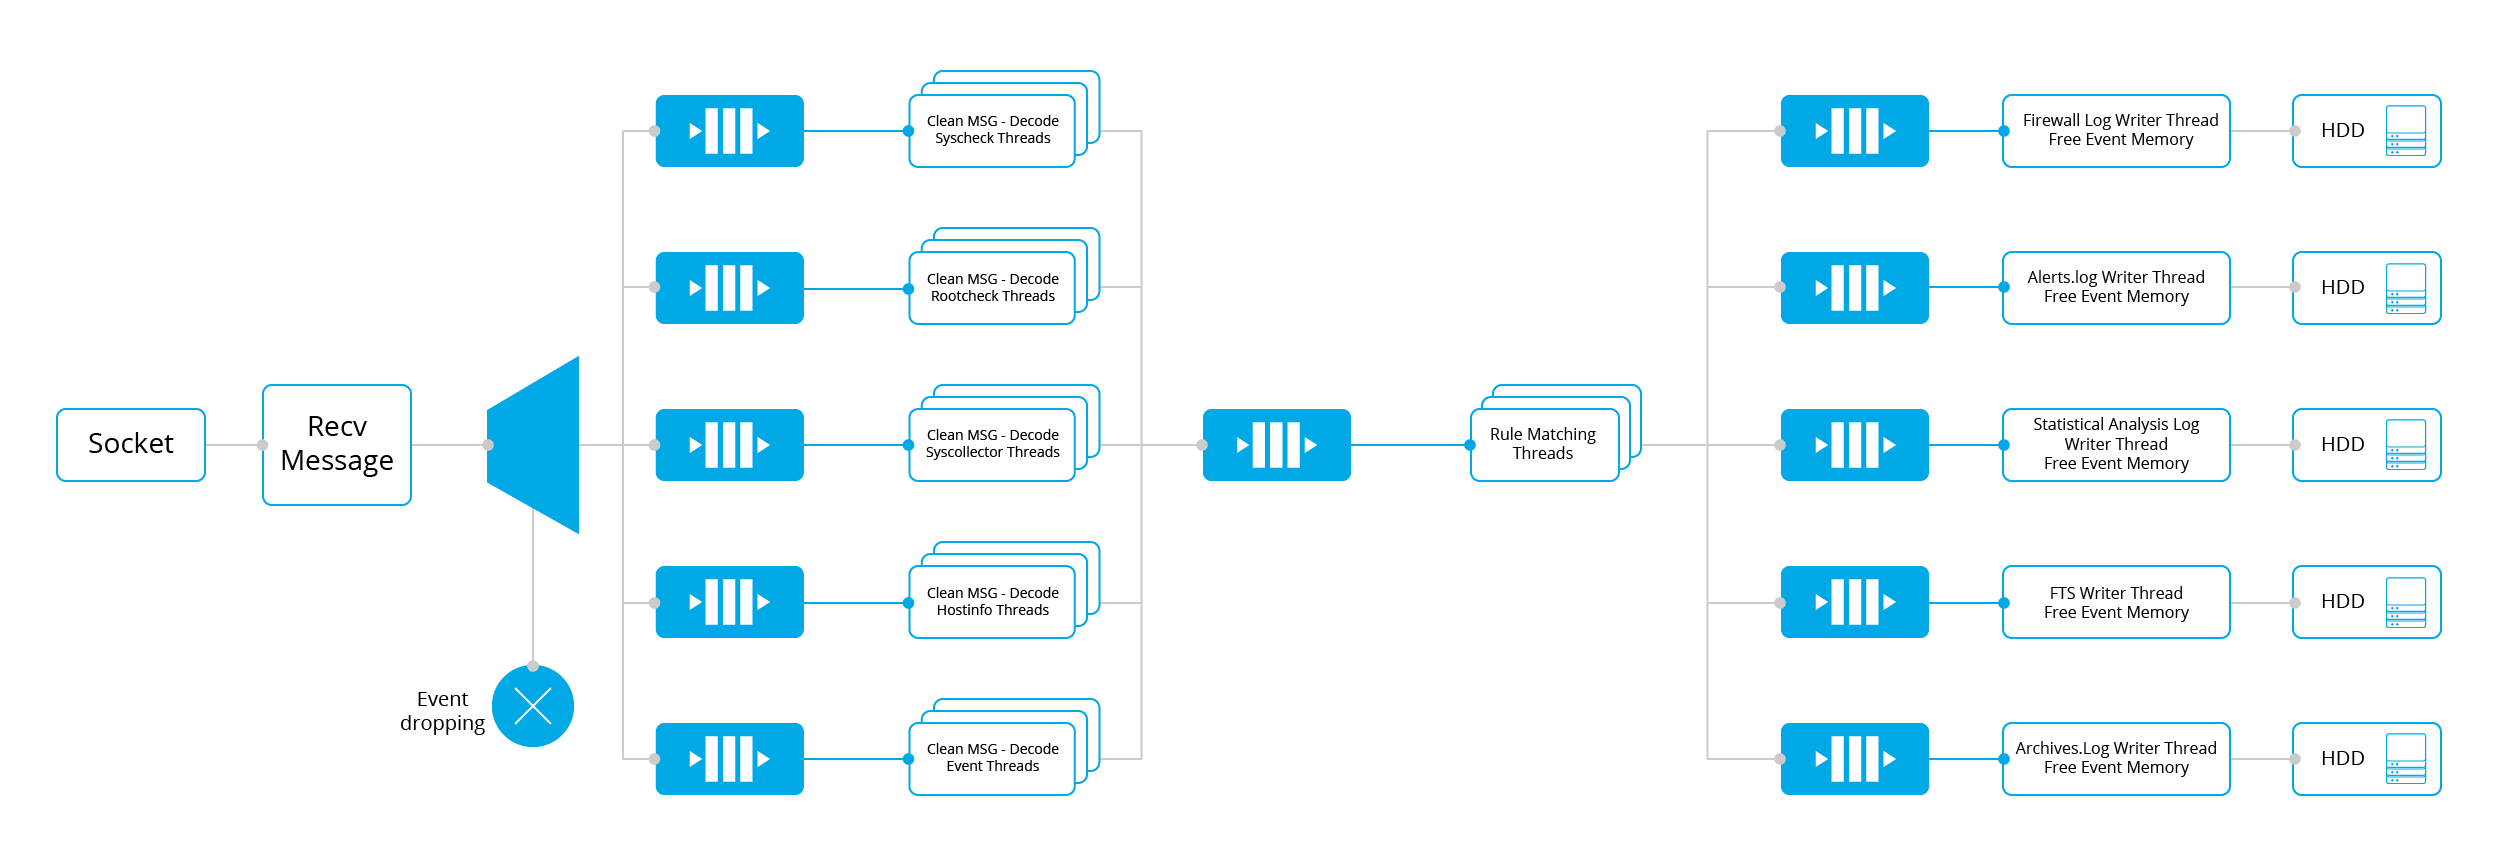 Socket
Recv
Message
Event
dropping
Clean MSG - Decode
Syscheck Threads
Clean MSG - Decode
Rootcheck Threads
Clean MSG - Decode
Syscollector Threads
Clean MSG - Decode
Hostinfo Threads
Clean MSG - Decode
Event Threads
Rule Matching
Threads
Firewall Log Writer Thread
Free Event Memory
HDD
Alerts.log Writer Thread
Free Event Memory
HDD
Statistical Analysis Log
Writer Thread
Free Event Memory
HDD
FTS Writer Thread
Free Event Memory
HDD
Archives.Log Writer Thread
Free Event Memory
HDD